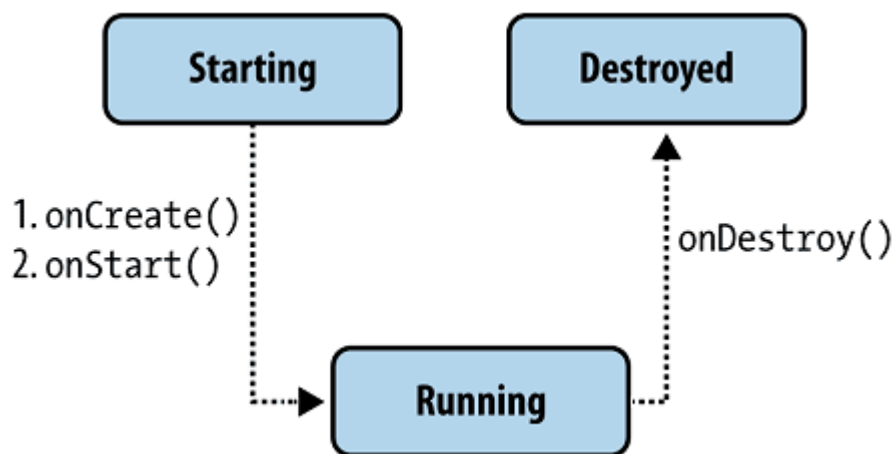 Starting
Destroyed
1. onCreate()
2. onStart()
onDestroy()
Running